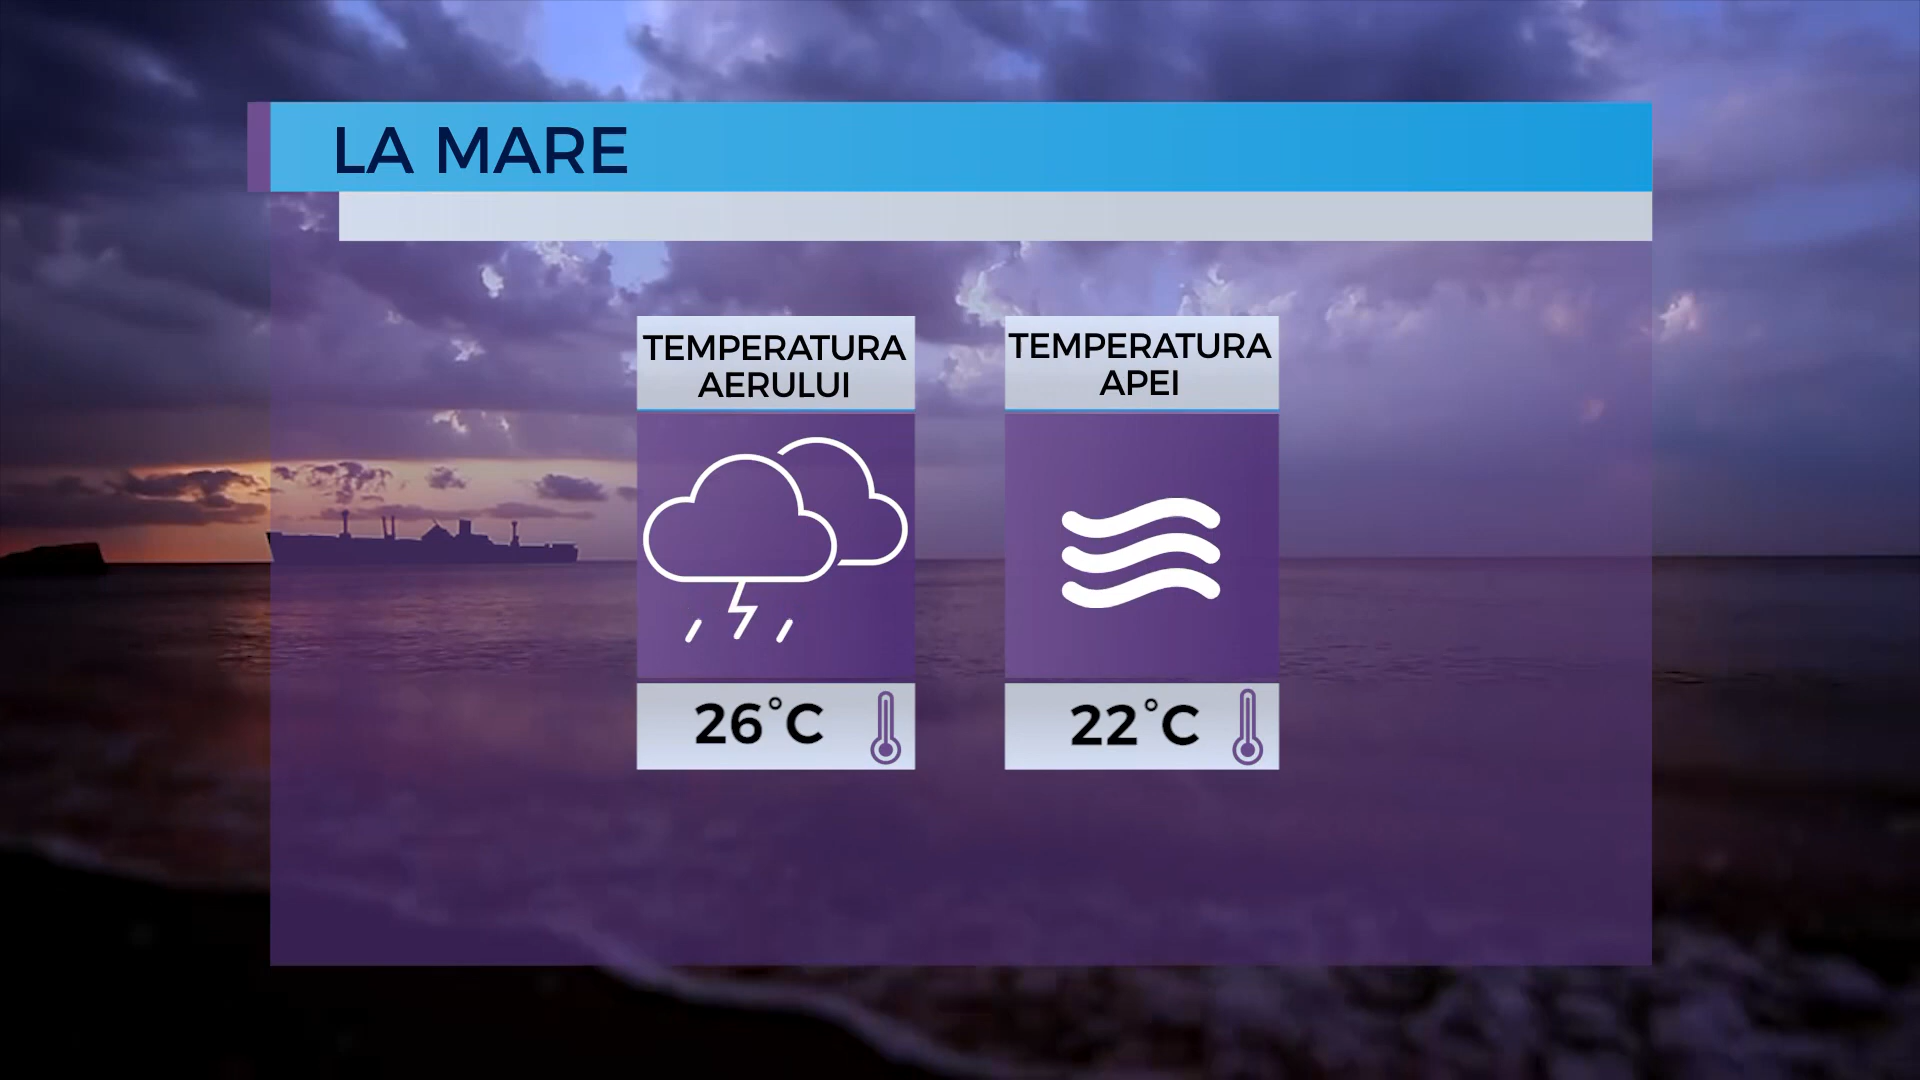 LA MARE
TEMPERATURA
AERULUI
26°C
TEMPERATURA
APEI
22°C